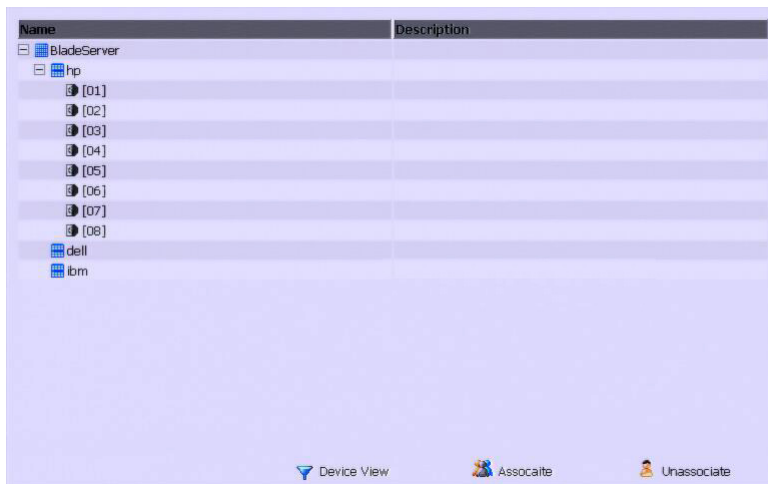 Name Description
BladeServer
hp
[01]
[02]
[03]
[04]
[05]
[06]
[07]
[08]
dell
ibm
Device View Assocaite Unassociate